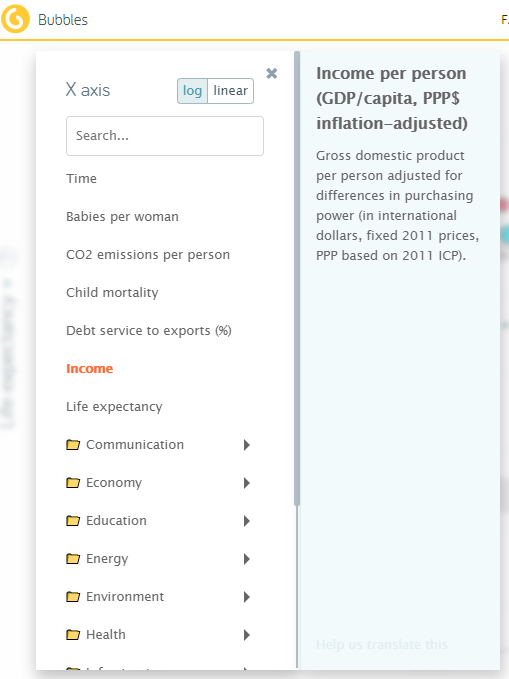 Bubbles
X axis
log linear
Search...
Time
Babies per woman
CO2 emissions per person
Child mortality
Debt service to exports (%)
Income
Life expectancy
Communication
Economy
Education
Energy
Environment
Health
Income per person
(GDP/capita, PPP$
inflation-adjusted)
Gross domestic product
per person adjusted for
differences in purchasing
power (in international
dollars, fixed 2011 prices,
PPP based on 2011 ICP).
Help us translate this
Life expectancy